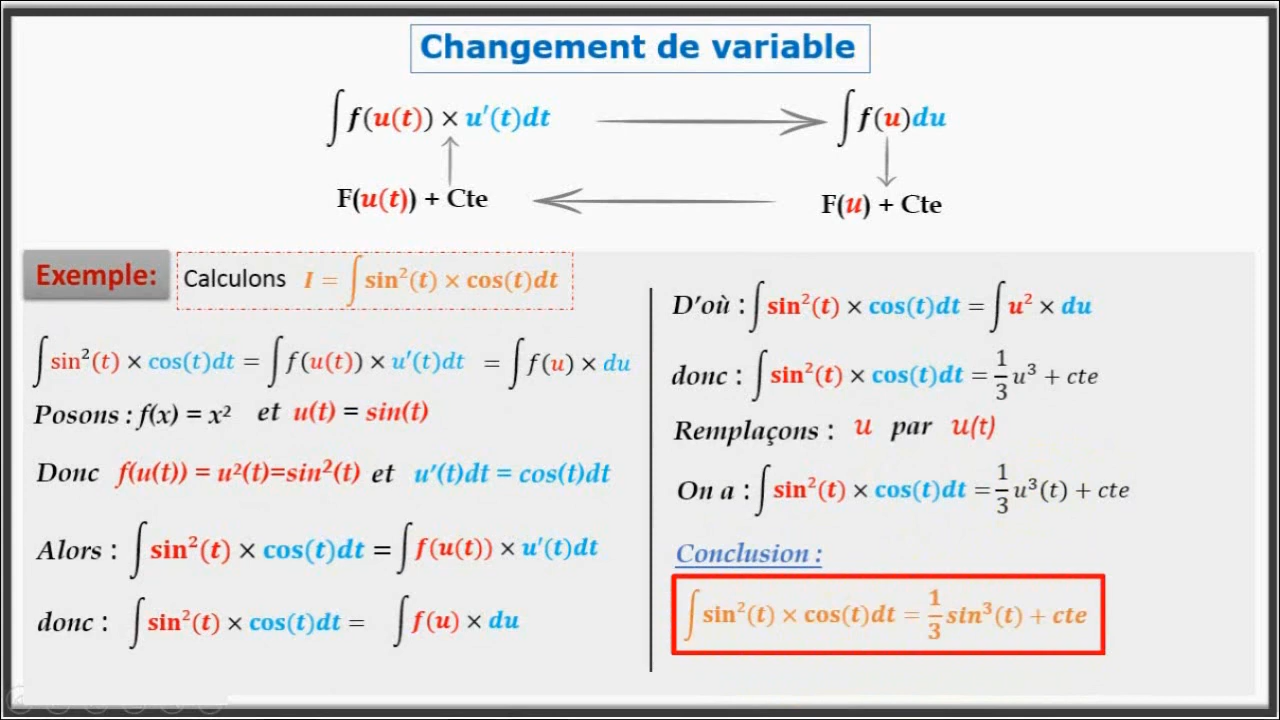 Changement de variable
∫f(u(t)) × u′(t)dt
∫f(u)du
F(u(t)) + Cte
F(u) + Cte
Exemple:
Calculons I = ∫sin²(t) × cos(t)dt
∫sin²(t) × cos(t)dt = ∫f(u(t)) × u′(t)dt = ∫f(u) × du
Posons : f(x) = x² et u(t) = sin(t)
Donc f(u(t)) = u²(t)=sin²(t) et u′(t)dt = cos(t)dt
Alors : ∫sin²(t) × cos(t)dt = ∫f(u(t)) × u′(t)dt
donc : ∫sin²(t) × cos(t)dt = ∫f(u) × du
D′où : ∫sin²(t) × cos(t)dt = ∫u² × du
donc : ∫sin²(t) × cos(t)dt = 1/3 u³ + cte
Remplaçons : u par u(t)
On a : ∫sin²(t) × cos(t)dt = 1/3 u³(t) + cte
Conclusion :
∫sin²(t) × cos(t)dt = 1/3 sin³(t) + cte